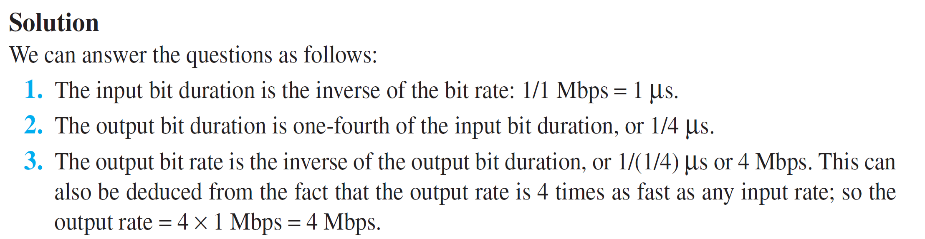 Solution
We can answer the questions as follows:
1. The input bit duration is the inverse of the bit rate: 1/1 Mbps = 1 μs.
2. The output bit duration is one-fourth of the input bit duration, or 1/4 μs.
3. The output bit rate is the inverse of the output bit duration, or 1/(1/4) μs or 4 Mbps. This can
also be deduced from the fact that the output rate is 4 times as fast as any input rate; so the
output rate = 4 × 1 Mbps = 4 Mbps.